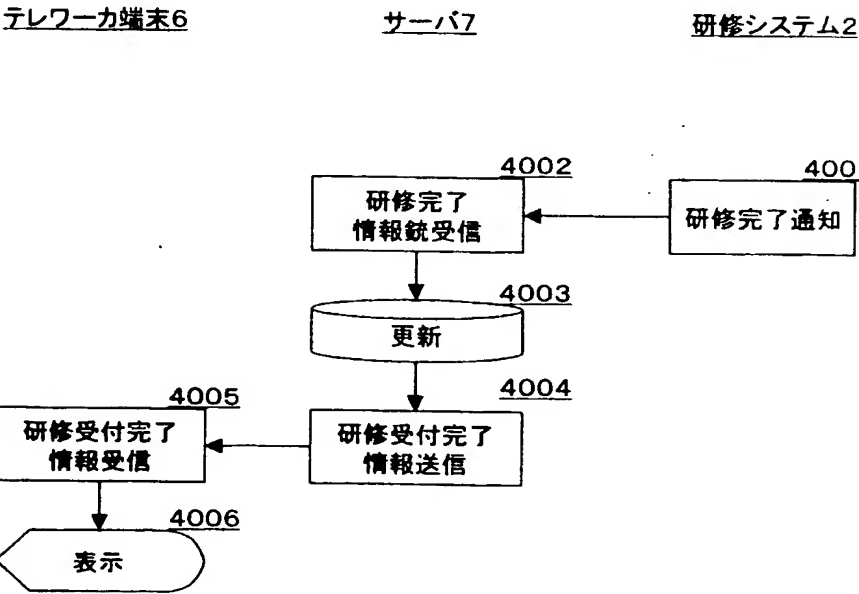 テレワーカ端末6
サーバ7
研修システム2
4002
400
研修完了
情報銃受信
研修完了通知
4003
更新
4004
4005
研修受付完了
情報送信
研修受付完了
情報受信
4006
表示